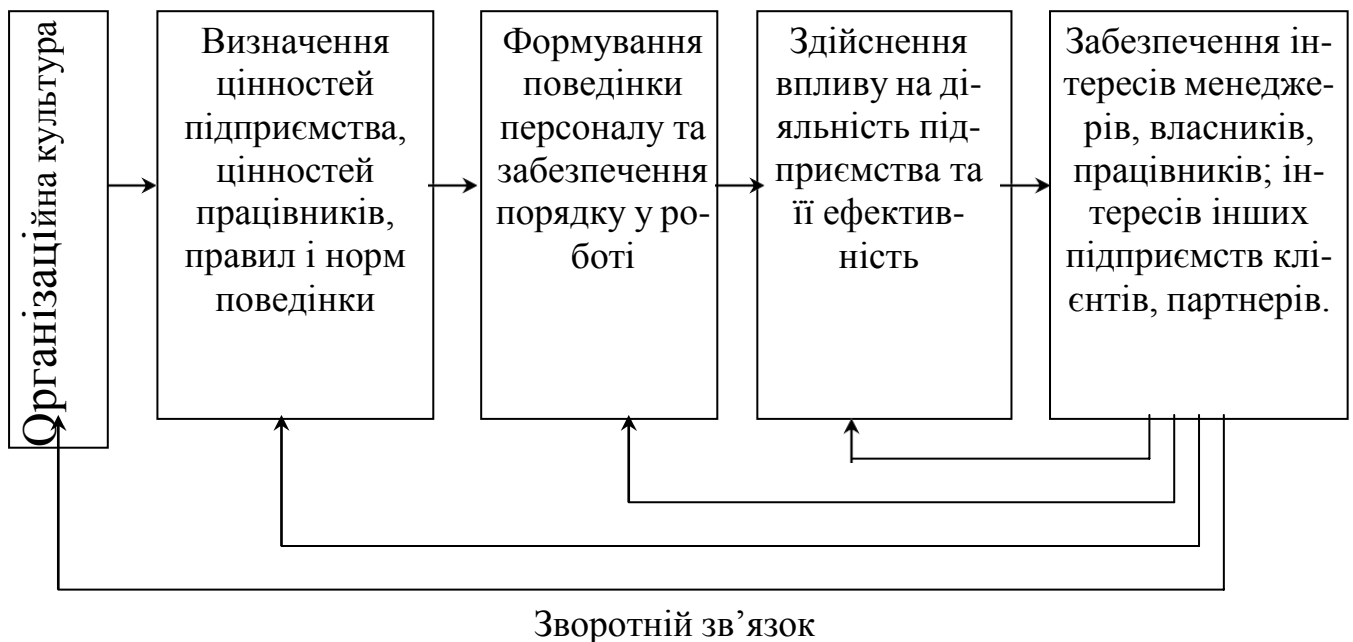 Організаційна культура
Визначення
цінностей
підприємства,
цінностей
працівників,
правил і норм
поведінки
Формування
поведінки
персоналу та
забезпечення
порядку у ро-
боті
Здійснення
впливу на ді-
яльність під-
приємства та
її ефектив-
ність
Забезпечення ін-
тересів менедже-
рів, власників,
працівників; ін-
тересів інших
підприємств клі-
єнтів, партнерів.
Зворотній зв’язок